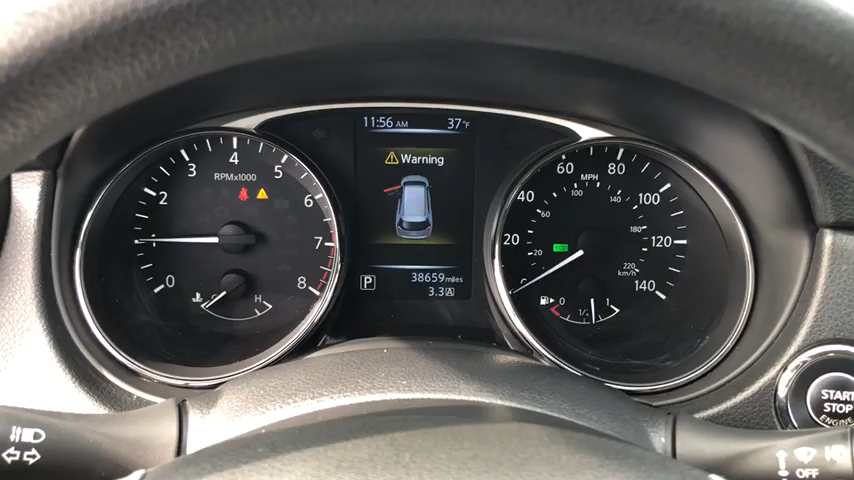 11:56 AM 37°F
Warning
RPMx1000
0 1 2 3 4 5 6 7 8
C H
P
38659 miles
3.3 A
MPH
0 20 40 60 80 100 120 140
20 60 100 140 180 220
km/h
0 1/2 1
START
STOP
ENGINE
OFF